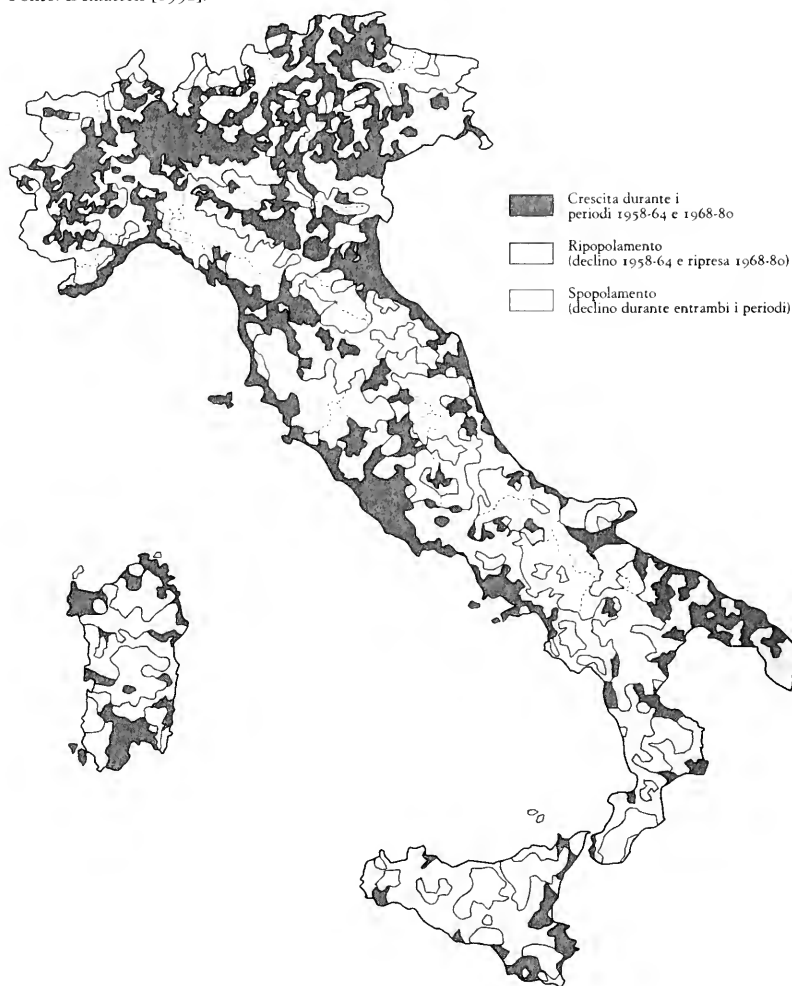 [1991].
Crescita durante i
periodi 1958-64 e 1968-80
Ripopolamento
(declino 1958-64 e ripresa 1968-80)
Spopolamento
(declino durante entrambi i periodi)